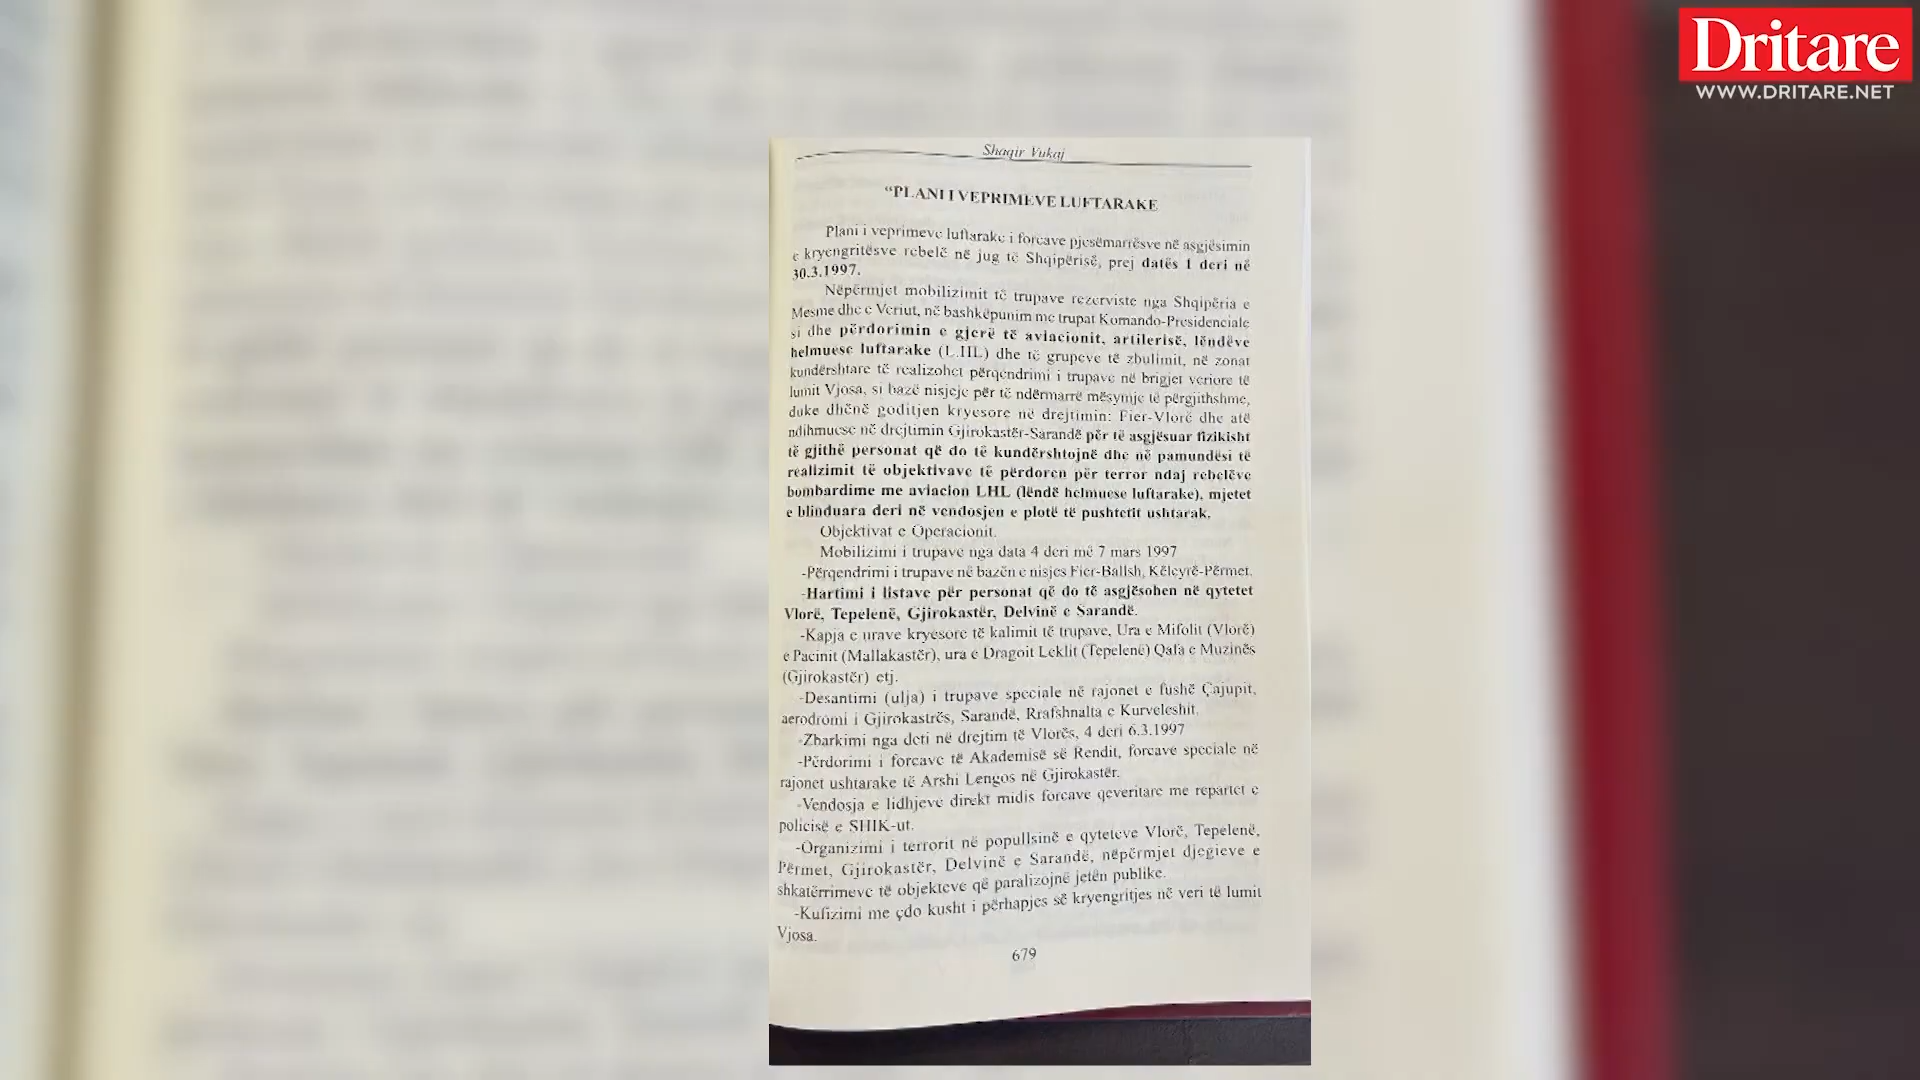 Dritare
WWW.DRITARE.NET
Shaqir Vukaj
“PLANI I VEPRIMEVE LUFTARAKE
Plani i veprimeve luftarake i forcave pjesëmarrësve në asgjësimin
e kryengritësve rebelë në jug të Shqipërisë, prej datës 1 deri në
30.3.1997.
Nëpërmjet mobilizimit të trupave rezerviste nga Shqipëria e
Mesme dhe e Veriut, në bashkëpunim me trupat Komando-Presidenciale
si dhe përdorimin e gjerë të aviacionit, artilerisë, lëndëve
helmuese luftarake (LHL) dhe të grupeve të zbulimit, në zonat
kundërshtare të realizohet përqendrimi i trupave në brigjet veriore të
lumit Vjosa, si bazë nisjeje për të ndërmarrë mësymje të përgjithshme,
duke dhënë goditjen kryesore në drejtimin: Fier-Vlorë dhe atë
ndihmuese në drejtimin Gjirokastër-Sarandë për të asgjësuar fizikisht
të gjithë personat që do të kundërshtojnë dhe në pamundësi të
realizimit të objektivave të përdoren për terror ndaj rebelëve
bombardime me aviacion LHL (lëndë helmuese luftarake), mjetet
e blinduara deri në vendosjen e plotë të pushtetit ushtarak.
Objektivat e Operacionit.
Mobilizimi i trupave nga data 4 deri më 7 mars 1997
-Përqendrimi i trupave në bazën e nisjes Fier-Ballsh, Këlcyrë-Përmet.
-Hartimi i listave për personat që do të asgjësohen në qytetet
Vlorë, Tepelenë, Gjirokastër, Delvinë e Sarandë.
-Kapja e urave kryesore të kalimit të trupave, Ura e Mifolit (Vlorë)
e Pacinit (Mallakastër), ura e Dragoit Leklit (Tepelenë) Qafa e Muzinës
(Gjirokastër) etj.
-Desantimi (ulja) i trupave speciale në rajonet e fushë Çajupit,
aerodromi i Gjirokastrës, Sarandë, Rrafshnalta e Kurveleshit.
-Zbarkimi nga deti në drejtim të Vlorës, 4 deri 6.3.1997
-Përdorimi i forcave të Akademisë së Rendit, forcave speciale në
rajonet ushtarake të Arshi Lengos në Gjirokastër.
-Vendosja e lidhjeve direkt midis forcave qeveritare me repartet e
policisë e SHIK-ut.
-Organizimi i terrorit në popullsinë e qyteteve Vlorë, Tepelenë,
Përmet, Gjirokastër, Delvinë e Sarandë, nëpërmjet djegieve e
shkatërrimeve të objekteve që paralizojnë jetën publike.
-Kufizimi me çdo kusht i përhapjes së kryengritjes në veri të lumit
Vjosa.
679